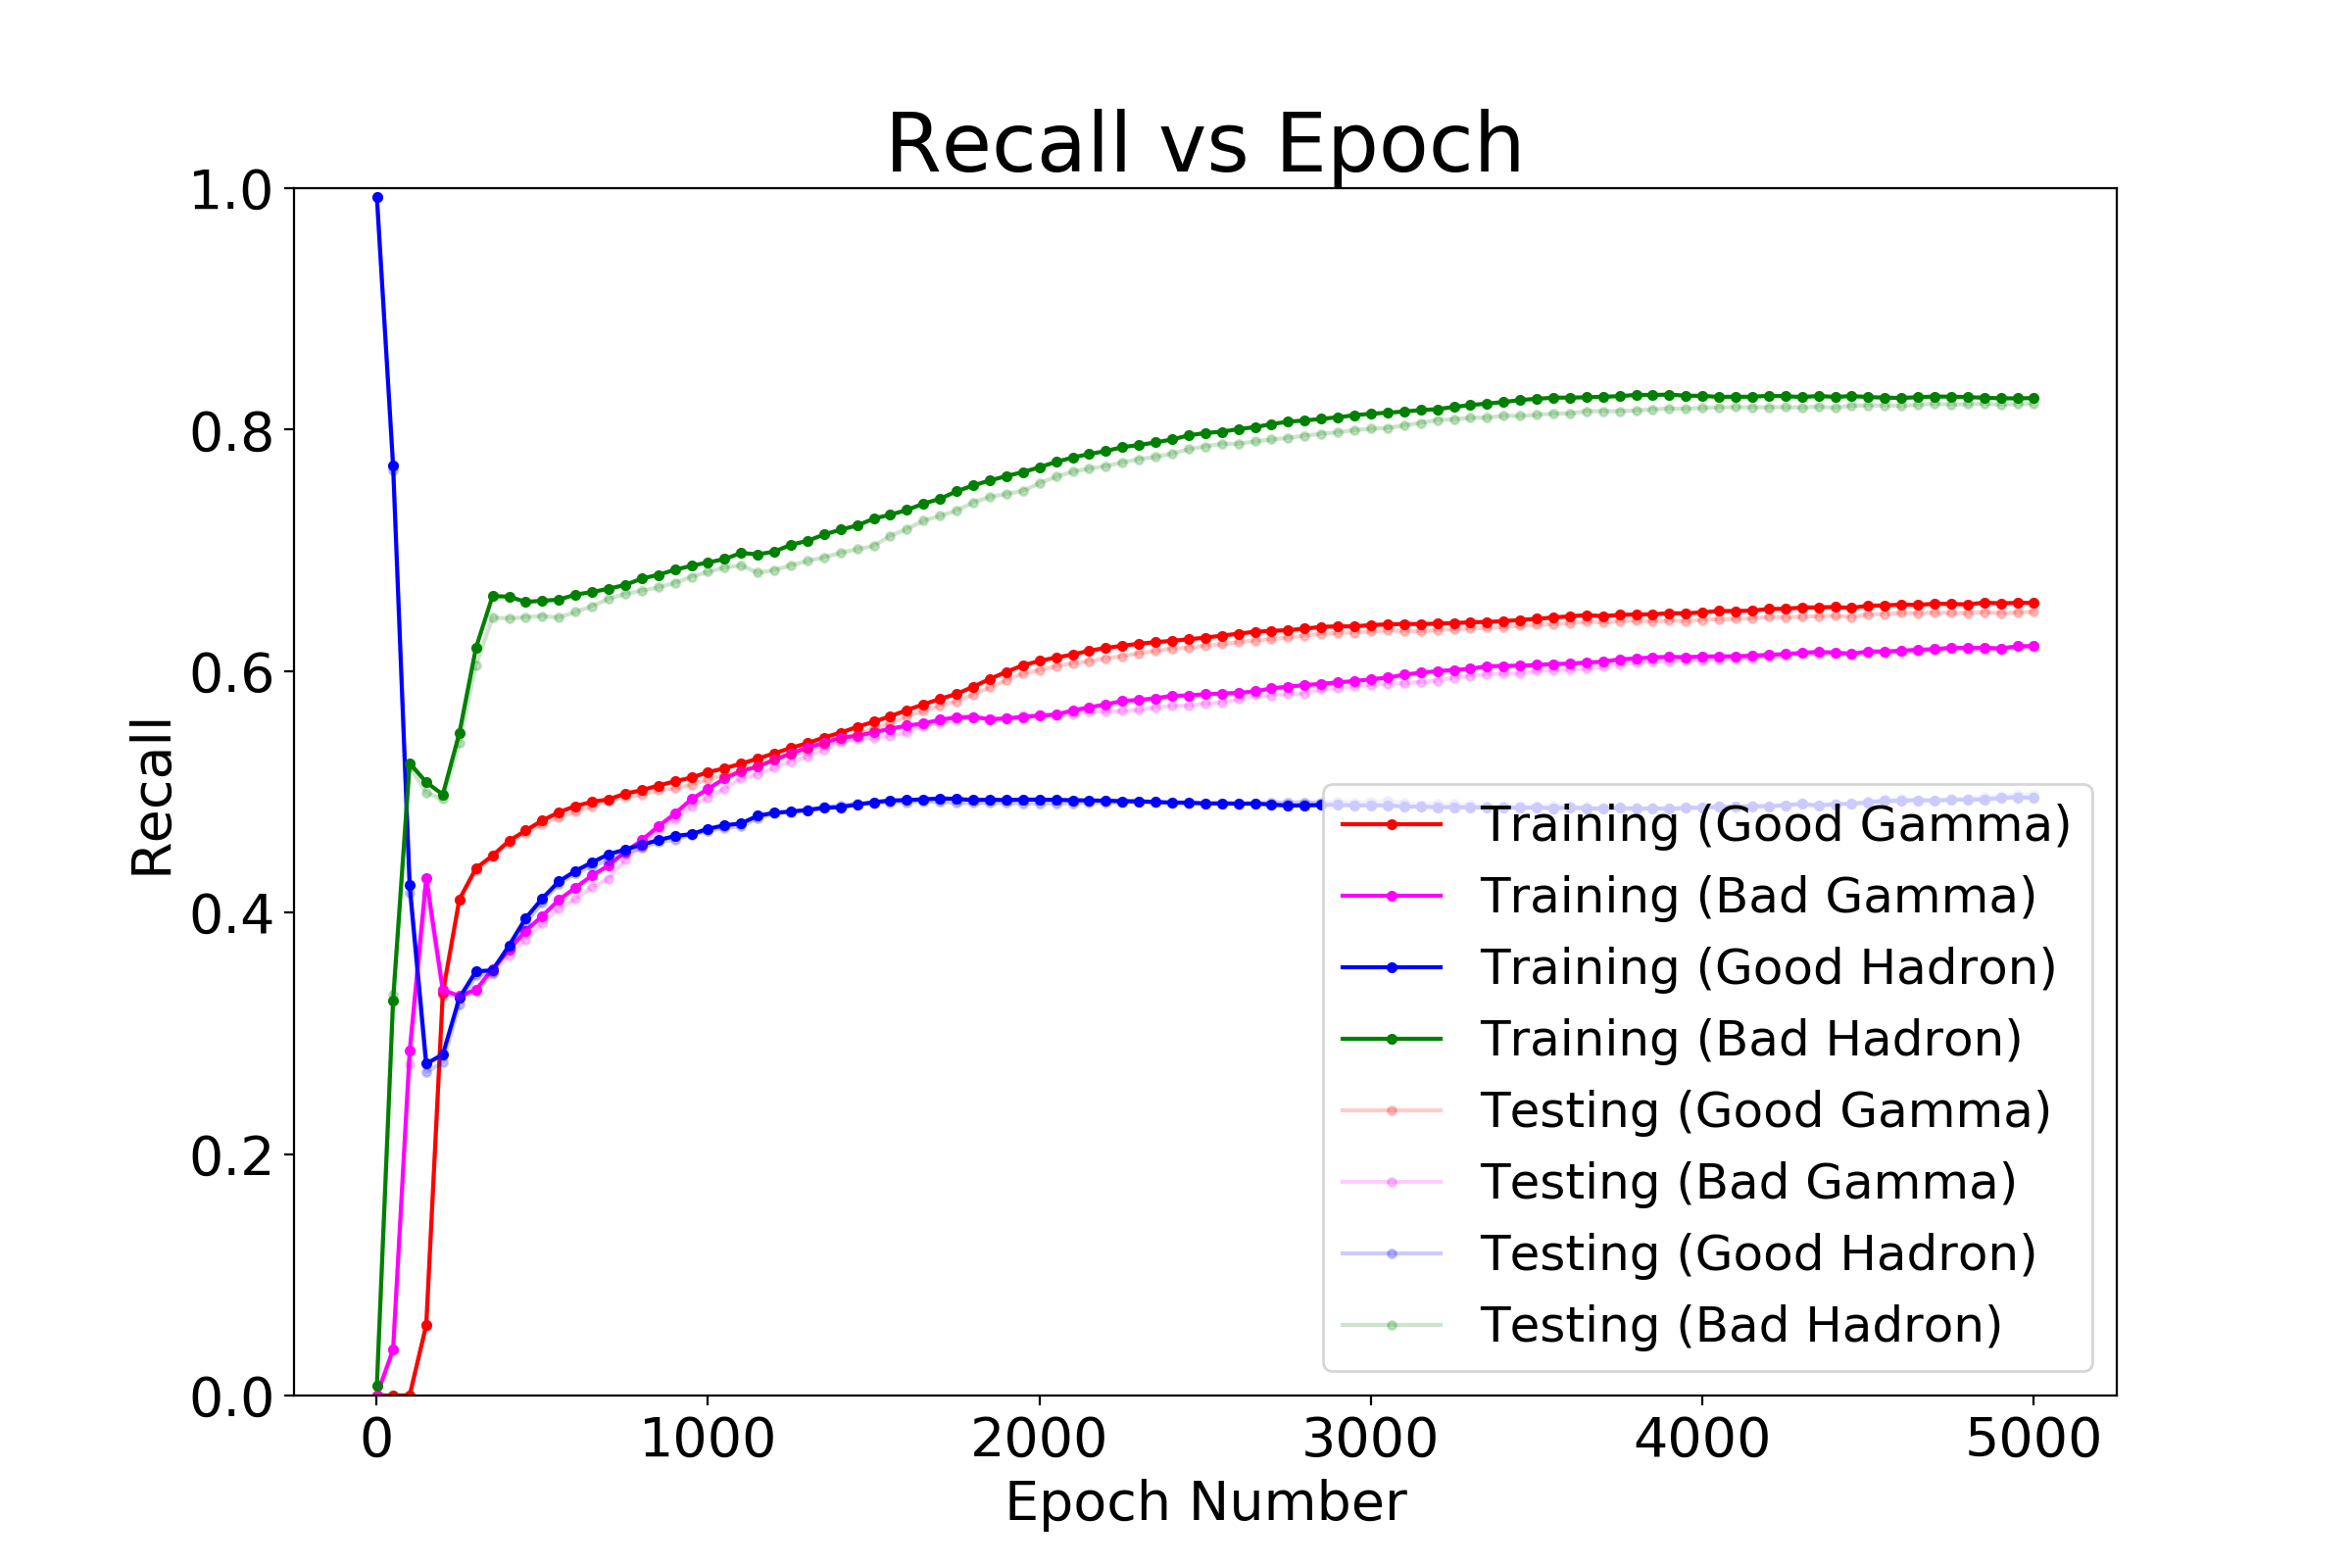 Recall vs Epoch
1.0
0.8
0.6
0.4
0.2
0.0
Recall
0 1000 2000 3000 4000 5000
Epoch Number
Training (Good Gamma)
Training (Bad Gamma)
Training (Good Hadron)
Training (Bad Hadron)
Testing (Good Gamma)
Testing (Bad Gamma)
Testing (Good Hadron)
Testing (Bad Hadron)